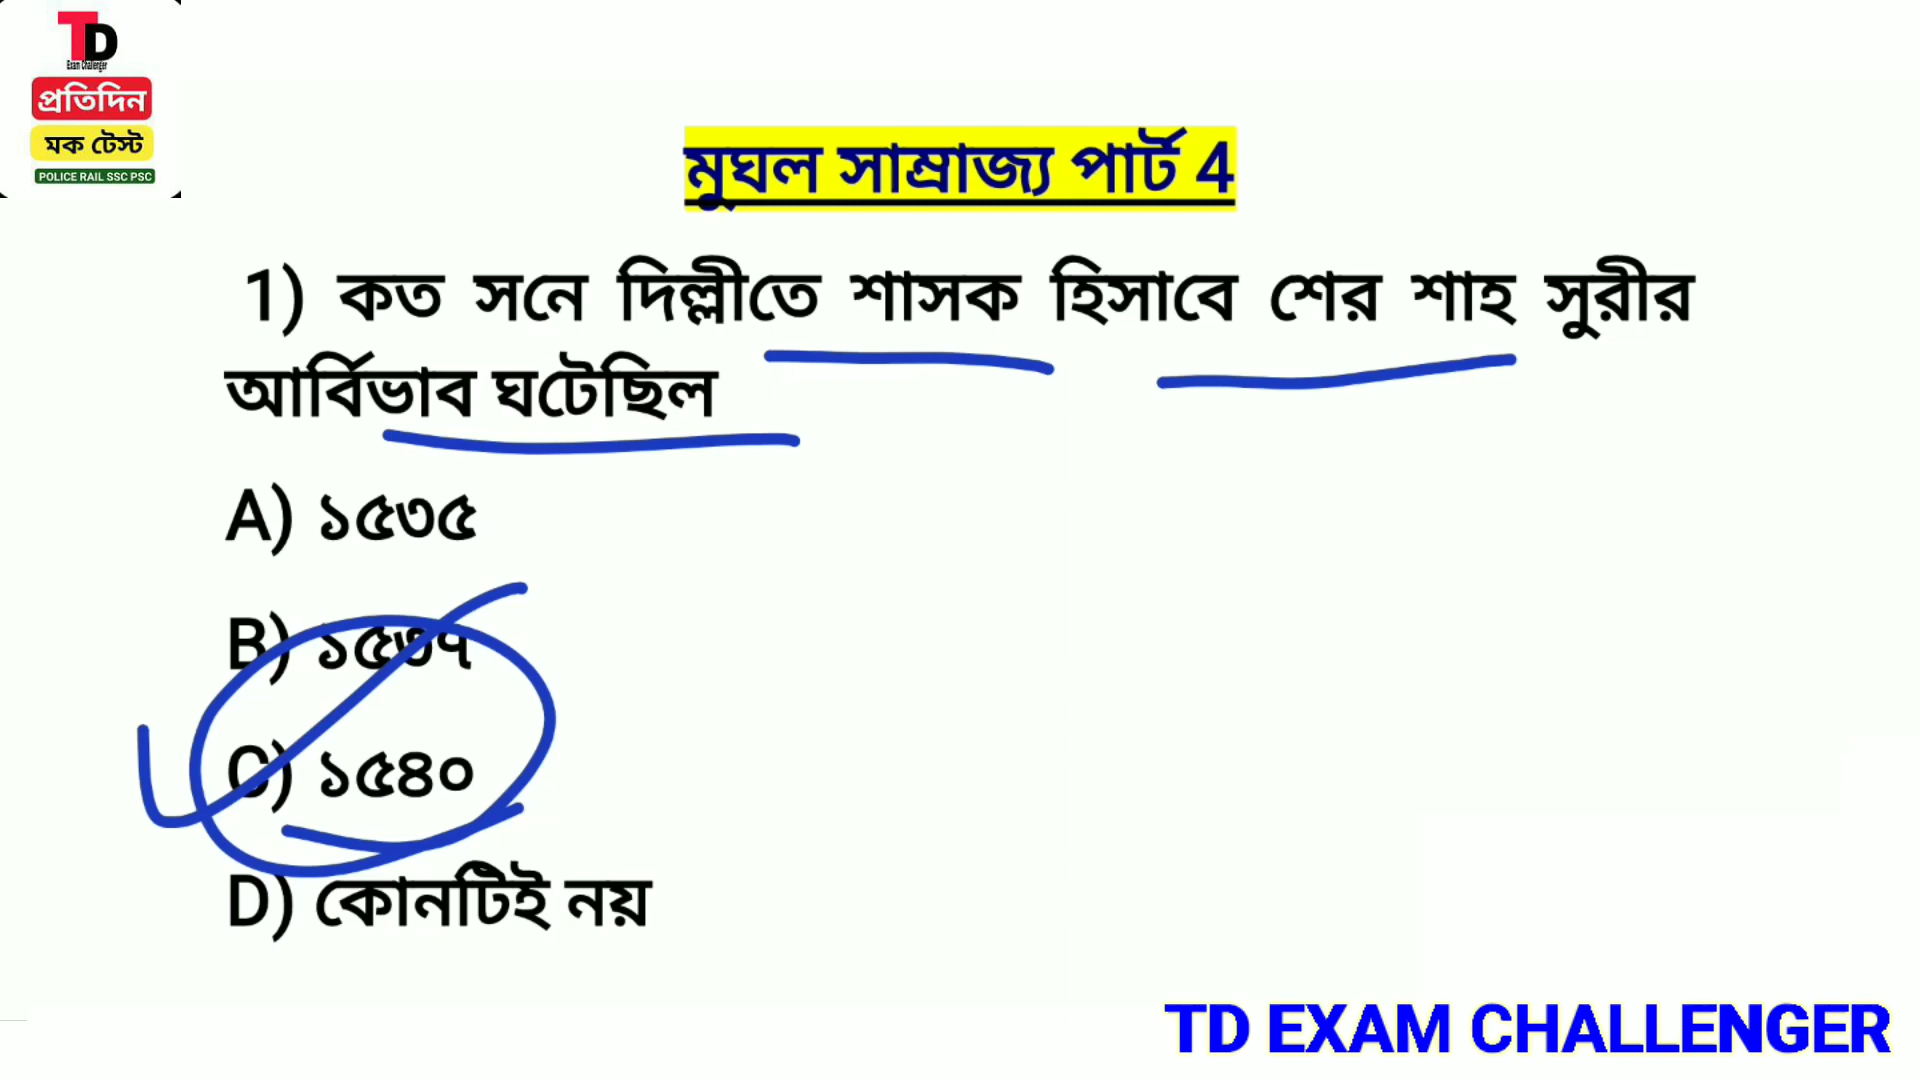 TD
Exam Challenger
প্রতিদিন
মক টেস্ট
POLICE RAIL SSC PSC
মুঘল সাম্রাজ্য পার্ট 4
1) কত সনে দিল্লীতে শাসক হিসাবে শের শাহ সুরীর
আর্বিভাব ঘটেছিল
A) ১৫৩৫
B) ১৫৩৭
C) ১৫৪০
D) কোনটিই নয়
TD EXAM CHALLENGER